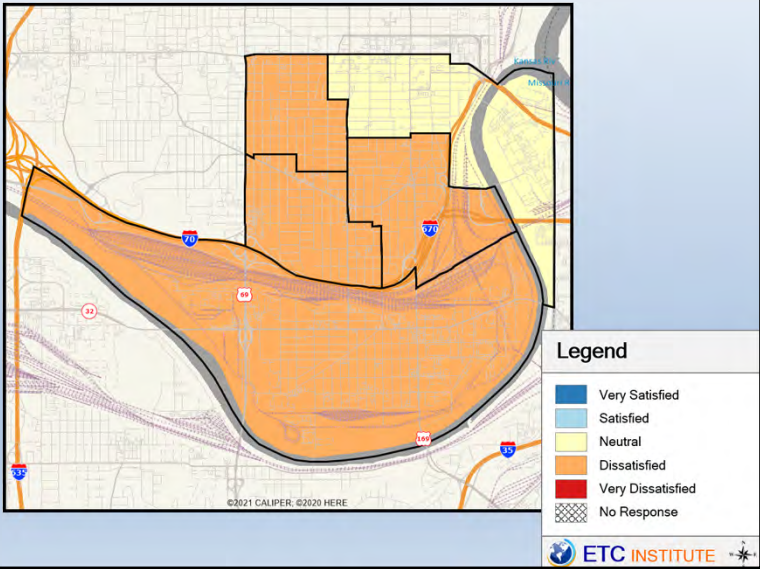 Kansas Riv
Missouri R
670
70
69
32
169
35
635
©2021 CALIPER; ©2020 HERE
Legend
Very Satisfied
Satisfied
Neutral
Dissatisfied
Very Dissatisfied
No Response
ETC INSTITUTE